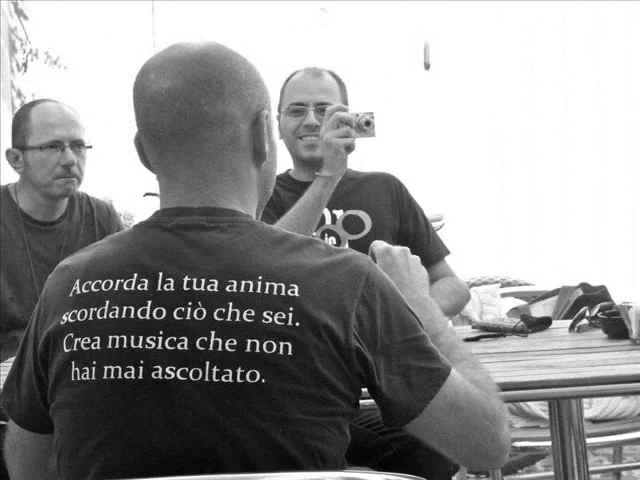 Accorda la tua anima
scordando ciò che sei.
Crea musica che non
hai mai ascoltato.